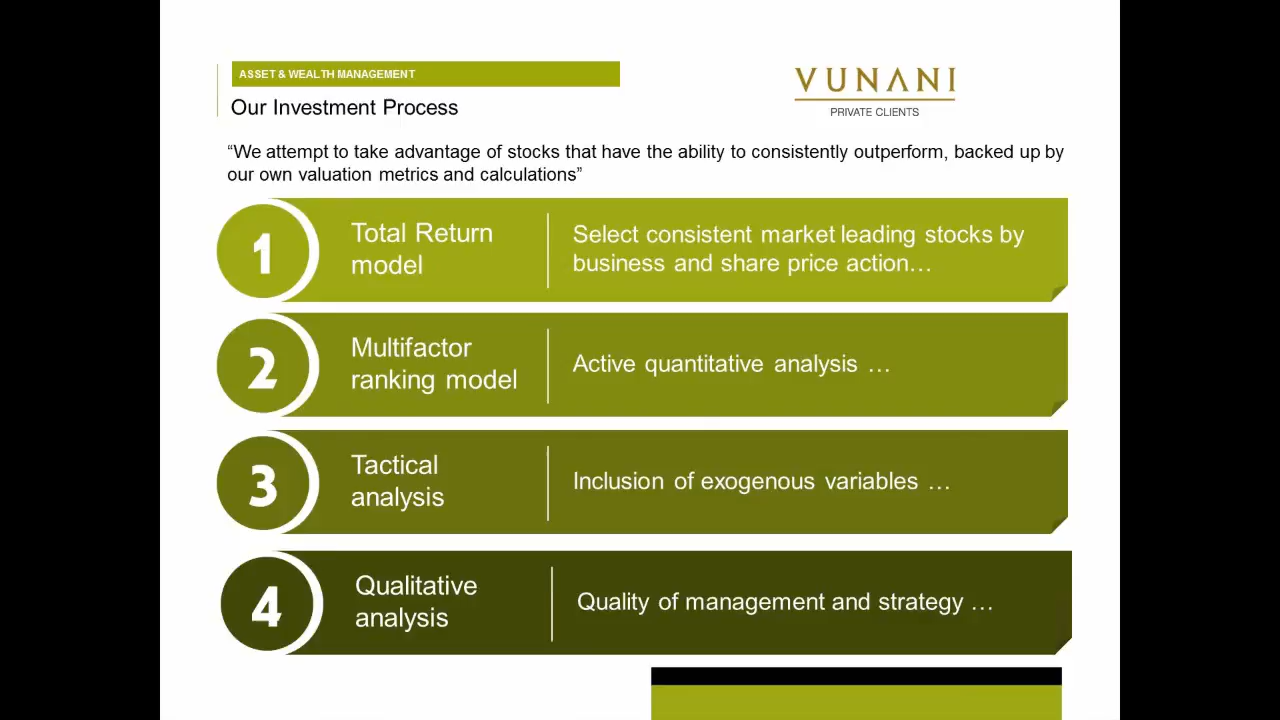 ASSET & WEALTH MANAGEMENT
Our Investment Process
VUNANI
PRIVATE CLIENTS
“We attempt to take advantage of stocks that have the ability to consistently outperform, backed up by
our own valuation metrics and calculations”
1
Total Return
model
Select consistent market leading stocks by
business and share price action…
2
Multifactor
ranking model
Active quantitative analysis …
3
Tactical
analysis
Inclusion of exogenous variables …
4
Qualitative
analysis
Quality of management and strategy …